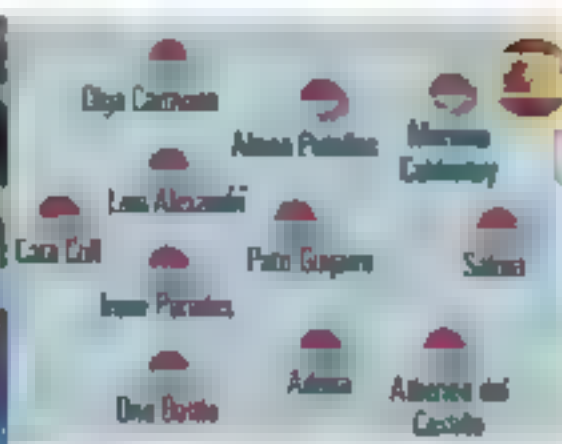 Olga Carmona
Alexia Putellas
Mariona
Caldentey
Laia Aleixandri
Cata Coll
Patri Guijarro
Salma
Irene Paredes
Aitana
Ona Batlle
Athenea del
Castillo